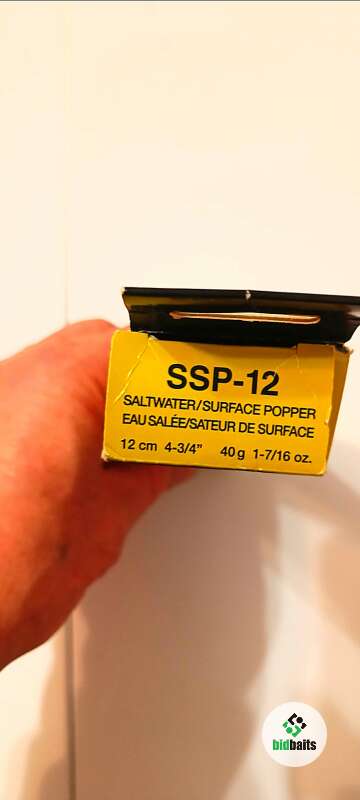 SSP-12
SALTWATER/SURFACE POPPER
EAU SALÉE/SATEUR DE SURFACE
12 cm 4-3/4" 40 g 1-7/16 oz.
bidbaits